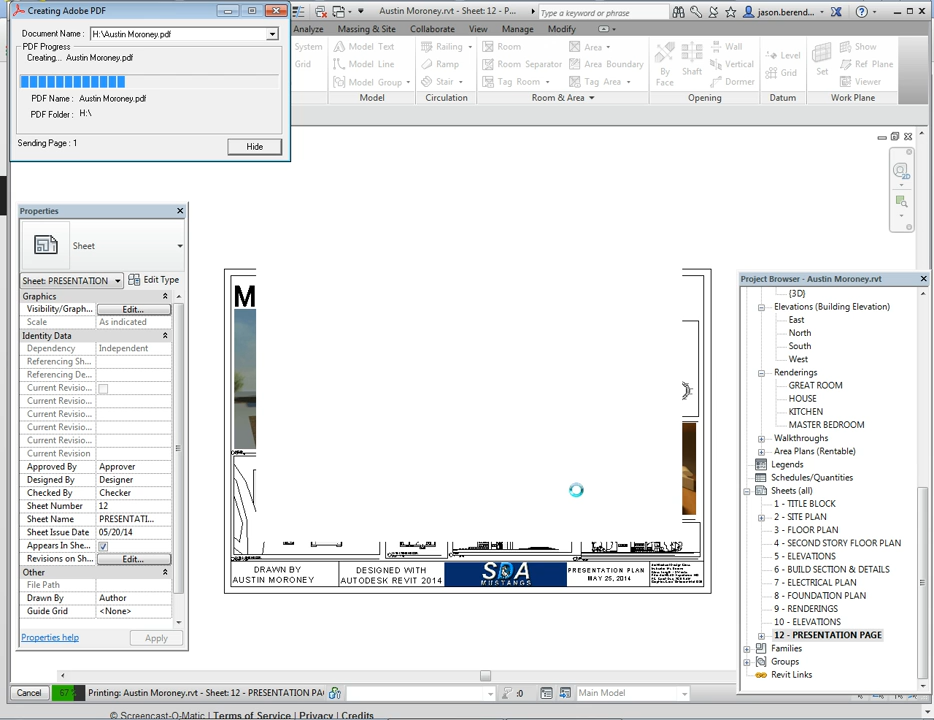 Creating Adobe PDF
Document Name : H:\Austin Moroney.pdf
PDF Progress
Creating... Austin Moroney.pdf
PDF Name : Austin Moroney.pdf
PDF Folder : H:\
Sending Page : 1
Hide
Austin Moroney.rvt - Sheet: 12 - P...
Type a keyword or phrase
jason.berend...
Analyze Massing & Site Collaborate View Manage Modify
System Model Text Railing Room Area Wall Level Show
Grid Model Line Ramp Room Separator Area Boundary By Face Shaft Vertical Grid Set Ref Plane
Model Group Stair Tag Room Tag Area Dormer Viewer
Model Circulation Room & Area Opening Datum Work Plane
2D
Properties
Sheet
Sheet: PRESENTATION Edit Type
Graphics
Visibility/Graph... Edit...
Scale As indicated
Identity Data
Dependency Independent
Referencing Sh...
Referencing De...
Current Revisio...
Current Revisio...
Current Revisio...
Current Revisio...
Current Revisio...
Current Revision
Approved By Approver
Designed By Designer
Checked By Checker
Sheet Number 12
Sheet Name PRESENTATI...
Sheet Issue Date 05/20/14
Appears In She...
Revisions on Sh... Edit...
Other
File Path
Drawn By Author
Guide Grid <None>
Properties help Apply
M
DRAWN BY
AUSTIN MORONEY
DESIGNED WITH
AUTODESK REVIT 2014
SDA
MUSTANGS
PRESENTATION PLAN
MAY 25, 2014
Project Browser - Austin Moroney.rvt
{3D}
Elevations (Building Elevation)
East
North
South
West
Renderings
GREAT ROOM
HOUSE
KITCHEN
MASTER BEDROOM
Walkthroughs
Area Plans (Rentable)
Legends
Schedules/Quantities
Sheets (all)
1 - TITLE BLOCK
2 - SITE PLAN
3 - FLOOR PLAN
4 - SECOND STORY FLOOR PLAN
5 - ELEVATIONS
6 - BUILD SECTION & DETAILS
7 - ELECTRICAL PLAN
8 - FOUNDATION PLAN
9 - RENDERINGS
10 - ELEVATIONS
12 - PRESENTATION PAGE
Families
Groups
Revit Links
Cancel 67 Printing: Austin Moroney.rvt - Sheet: 12 - PRESENTATION PA :0 Main Model
© Screencast-O-Matic | Terms of Service | Privacy | Credits